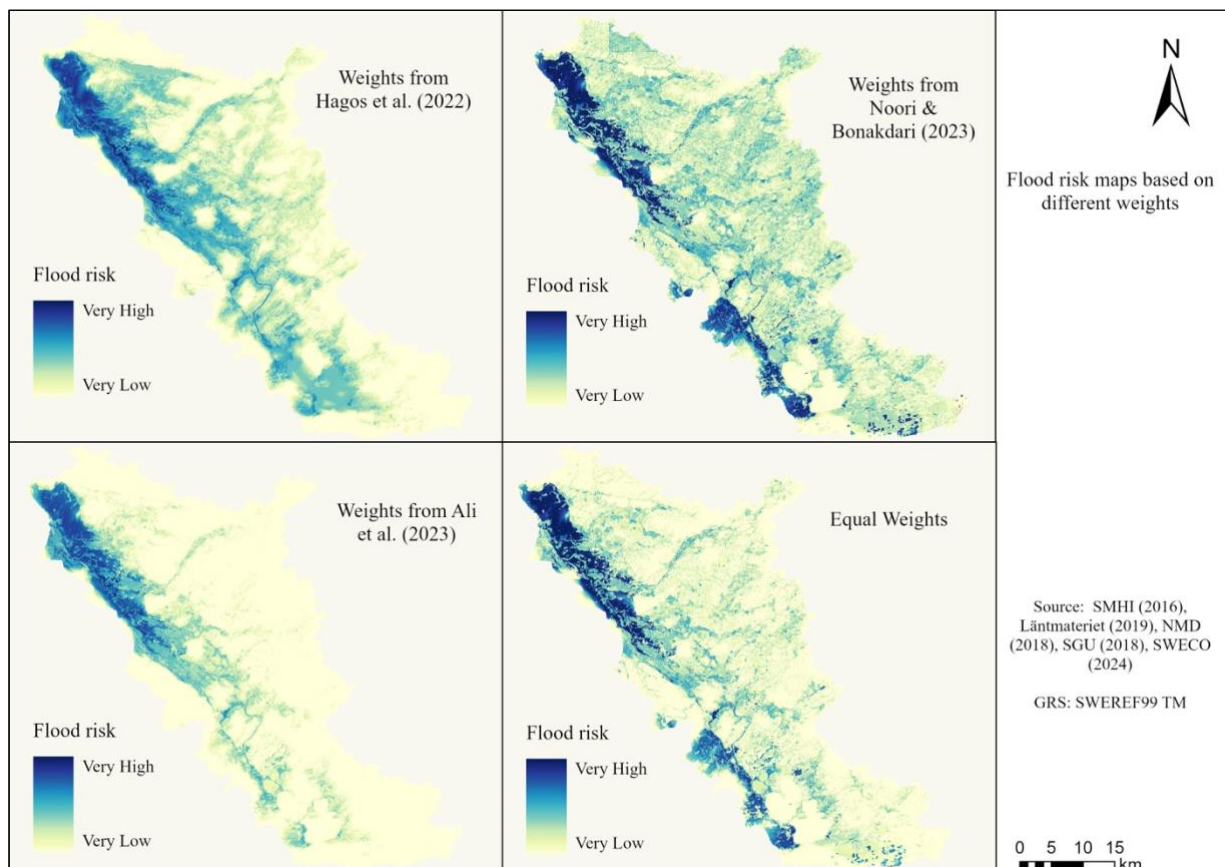 Weights from
Hagos et al. (2022)
Flood risk
Very High
Very Low
Weights from
Noori &
Bonakdari (2023)
Flood risk
Very High
Very Low
N
Flood risk maps based on
different weights
Weights from Ali
et al. (2023)
Flood risk
Very High
Very Low
Equal Weights
Flood risk
Very High
Very Low
Source: SMHI (2016),
Läntmateriet (2019), NMD
(2018), SGU (2018), SWECO
(2024)
GRS: SWEREF99 TM
0 5 10 15
km